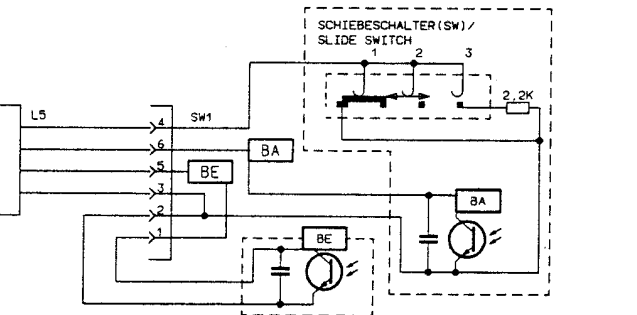 SCHIEBESCHALTER(SW)/
SLIDE SWITCH
1 2 3
2,2K
L5
SW1
4
6
BA
5
BE
3
2
BA
1
BE